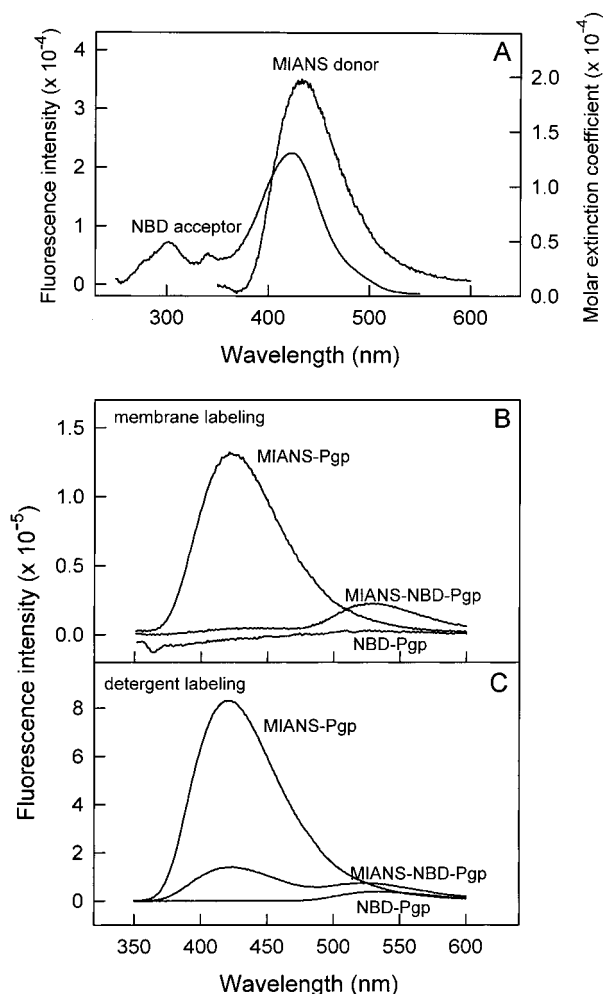 A
Fluorescence intensity (x 10⁻⁴)
4
3
2
1
0
MIANS donor
NBD acceptor
Molar extinction coefficient (x 10⁻⁴)
2.0
1.5
1.0
0.5
0.0
300 400 500 600
Wavelength (nm)
membrane labeling
B
1.5
1.0
0.5
0.0
MIANS-Pgp
MIANS-NBD-Pgp
NBD-Pgp
Fluorescence intensity (x 10⁻⁵)
detergent labeling
C
8
6
4
2
0
MIANS-Pgp
MIANS-NBD-Pgp
NBD-Pgp
350 400 450 500 550 600
Wavelength (nm)